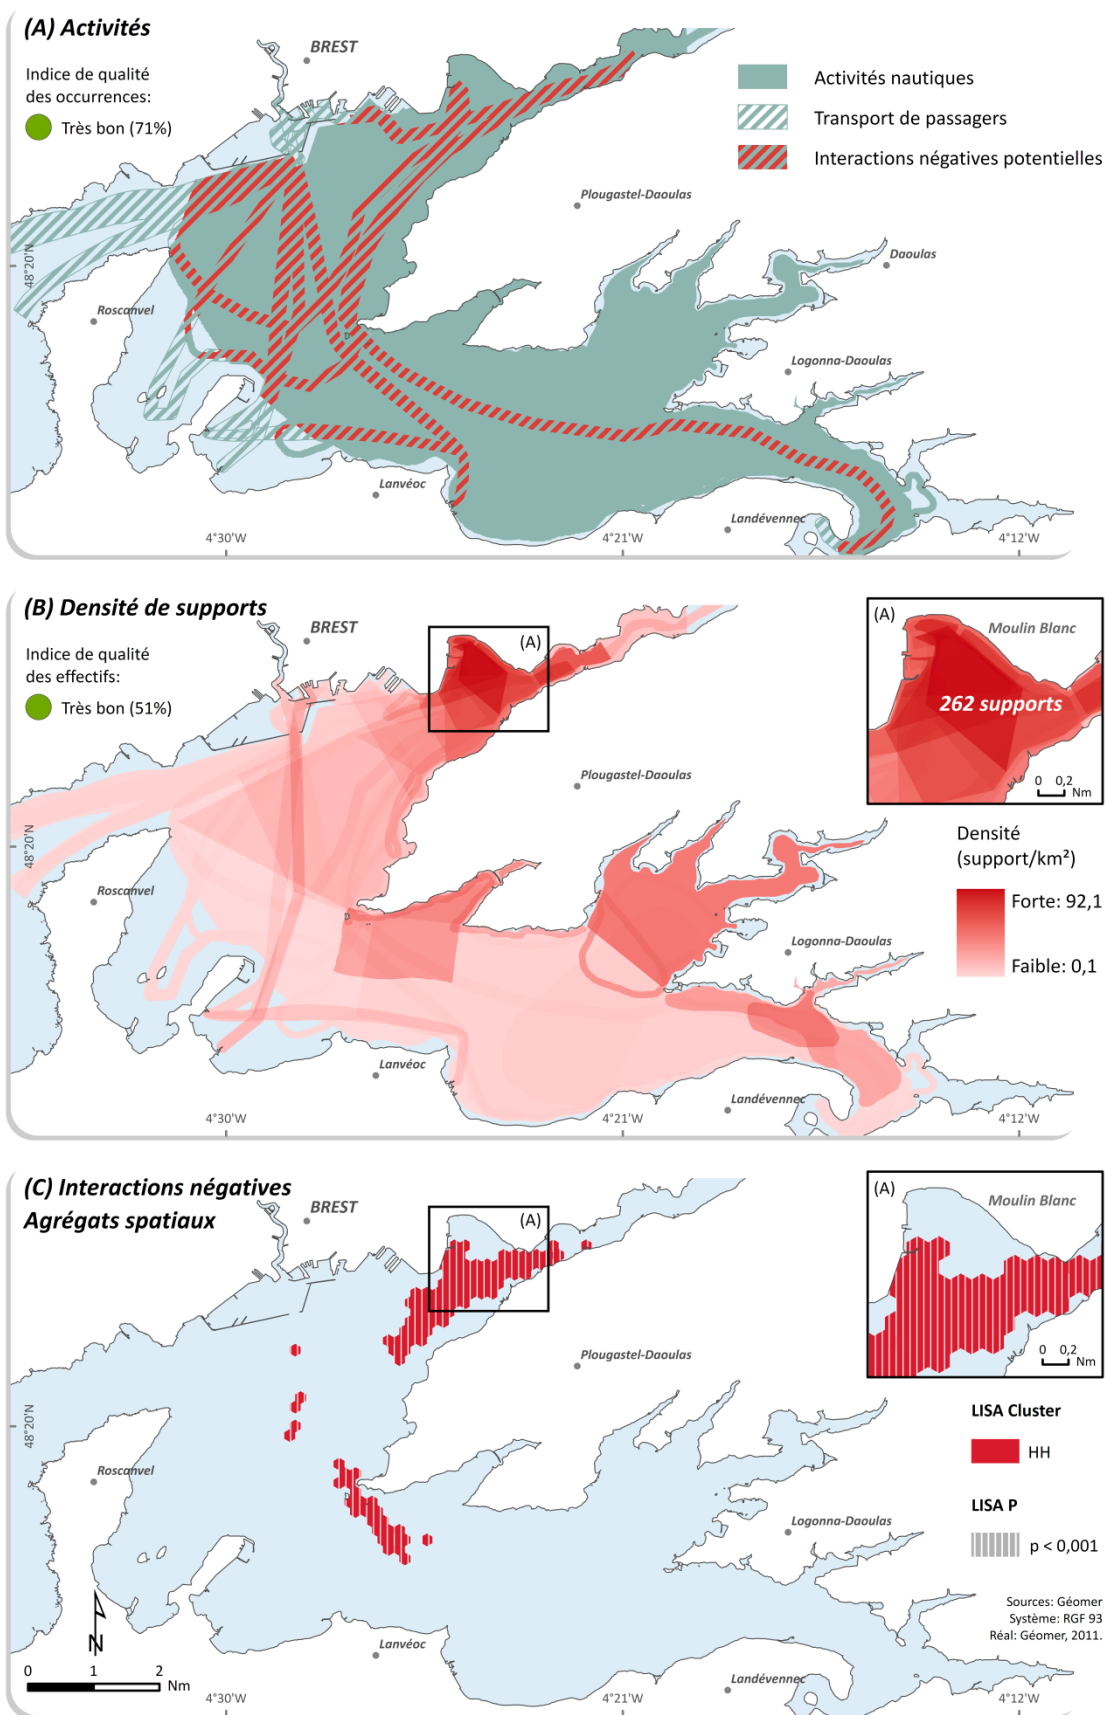 (A) Activités
BREST
Indice de qualité
des occurrences:
Très bon (71%)
Activités nautiques
Transport de passagers
Interactions négatives potentielles
Plougastel-Daoulas
Daoulas
48°20'N
Roscanvel
Logonna-Daoulas
Lanvéoc
Landévennec
4°30'W
4°21'W
4°12'W
(B) Densité de supports
BREST
Indice de qualité
des effectifs:
Très bon (51%)
(A)
(A)
Moulin Blanc
262 supports
0 0,2
Nm
Plougastel-Daoulas
Densité
(support/km²)
Forte: 92,1
Faible: 0,1
48°20'N
Roscanvel
Logonna-Daoulas
Lanvéoc
Landévennec
4°30'W
4°21'W
4°12'W
(C) Interactions négatives
Agrégats spatiaux
BREST
(A)
(A)
Moulin Blanc
0 0,2
Nm
Plougastel-Daoulas
LISA Cluster
HH
LISA P
p < 0,001
48°20'N
Roscanvel
Logonna-Daoulas
Sources: Géomer
Système: RGF 93
Réal: Géomer, 2011.
N
0 1 2
Nm
Lanvéoc
Landévennec
4°30'W
4°21'W
4°12'W